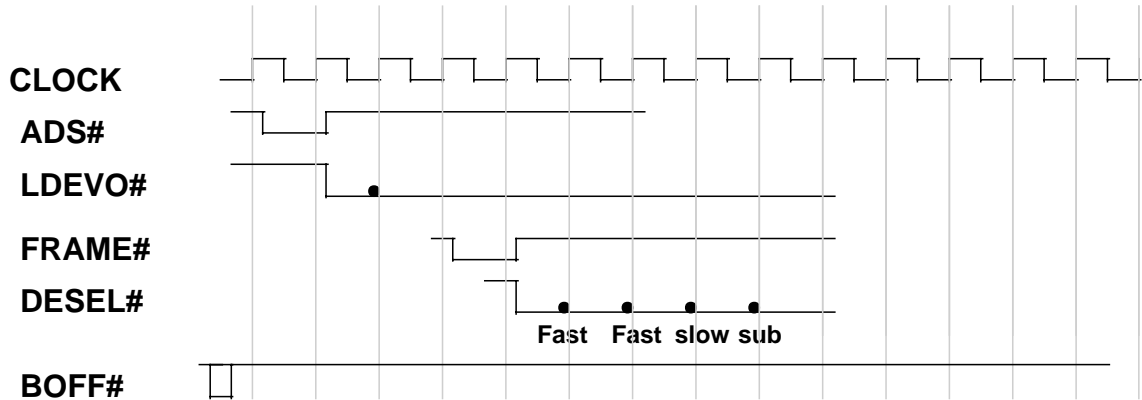 CLOCK
ADS#
LDEVO#
FRAME#
DESEL#
Fast Fast slow sub
BOFF#